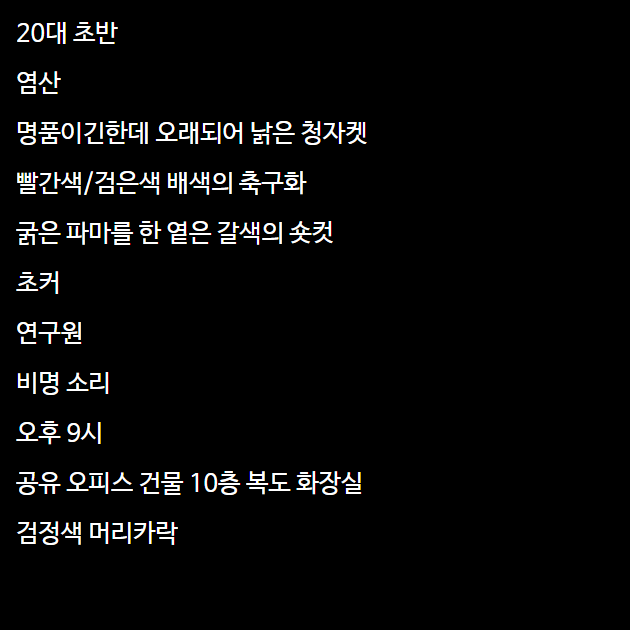 20대 초반
염산
명품이긴한데 오래되어 낡은 청자켓
빨간색/검은색 배색의 축구화
굵은 파마를 한 옅은 갈색의 숏컷
초커
연구원
비명 소리
오후 9시
공유 오피스 건물 10층 복도 화장실
검정색 머리카락